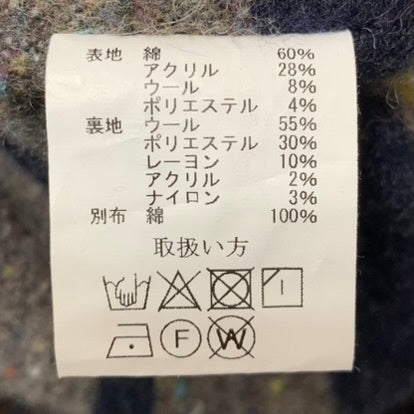 表地 綿 60%
アクリル 28%
ウール 8%
ポリエステル 4%
裏地 ウール 55%
ポリエステル 30%
レーヨン 10%
アクリル 2%
ナイロン 3%
別布 綿 100%
取扱い方
F W